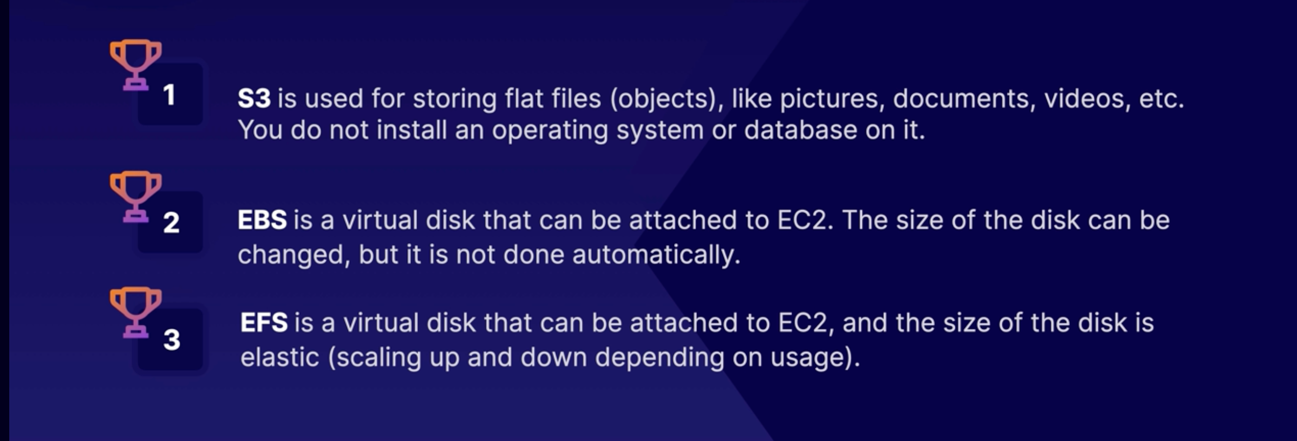 1
S3 is used for storing flat files (objects), like pictures, documents, videos, etc.
You do not install an operating system or database on it.
2
EBS is a virtual disk that can be attached to EC2. The size of the disk can be
changed, but it is not done automatically.
3
EFS is a virtual disk that can be attached to EC2, and the size of the disk is
elastic (scaling up and down depending on usage).